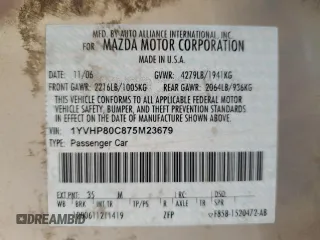 MFD. BY AUTO ALLIANCE INTERNATIONAL, INC.
FOR MAZDA MOTOR CORPORATION
MADE IN U.S.A.
DATE: 11/06 GVWR: 4279LB/1941KG
FRONT GAWR: 2216LB/1005KG REAR GAWR: 2064LB/936KG
THIS VEHICLE CONFORMS TO ALL APPLICABLE FEDERAL MOTOR
VEHICLE SAFETY, BUMPER, AND THEFT PREVENTION STANDARDS
IN EFFECT ON THE DATE OF MANUFACTURE SHOWN ABOVE.
VIN: 1YVHP80C875M23679
TYPE: Passenger Car
EXT PNT: 35 M RC: DSO:
WB BRK INT TR TP/PS R AXLE TR SPR
ZFP
DREAMBID